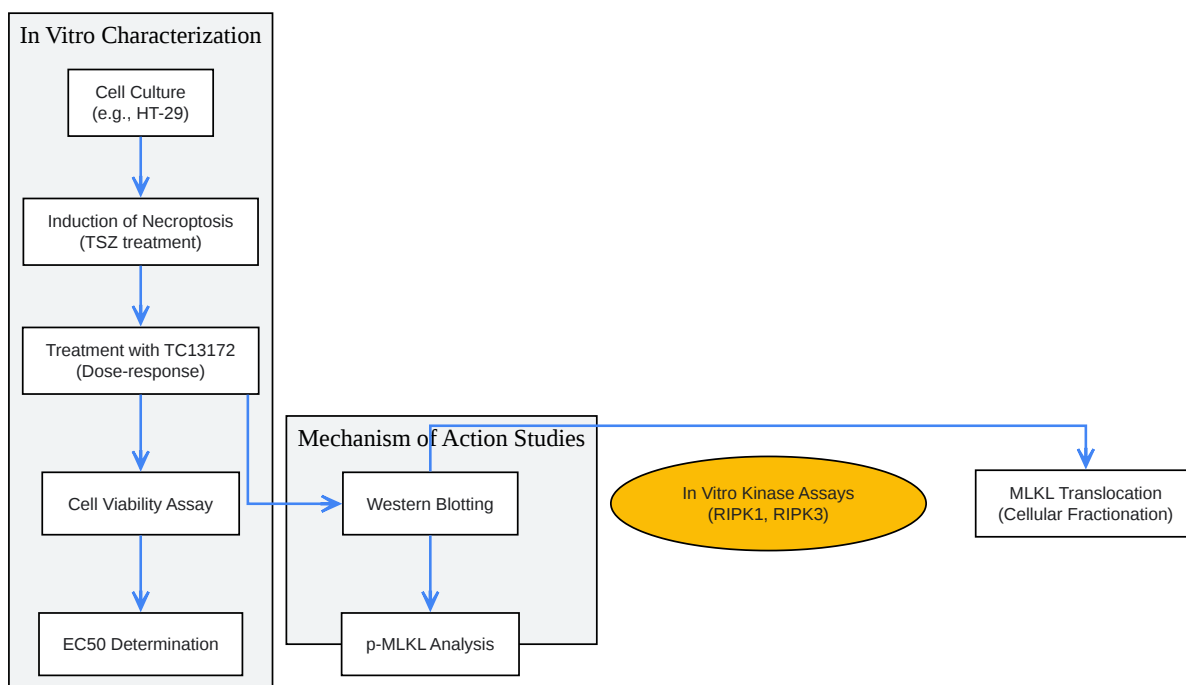 In Vitro Characterization
Cell Culture
(e.g., HT-29)
Induction of Necroptosis
(TSZ treatment)
Treatment with TC13172
(Dose-response)
Cell Viability Assay
EC50 Determination
Mechanism of Action Studies
Western Blotting
p-MLKL Analysis
In Vitro Kinase Assays
(RIPK1, RIPK3)
MLKL Translocation
(Cellular Fractionation)